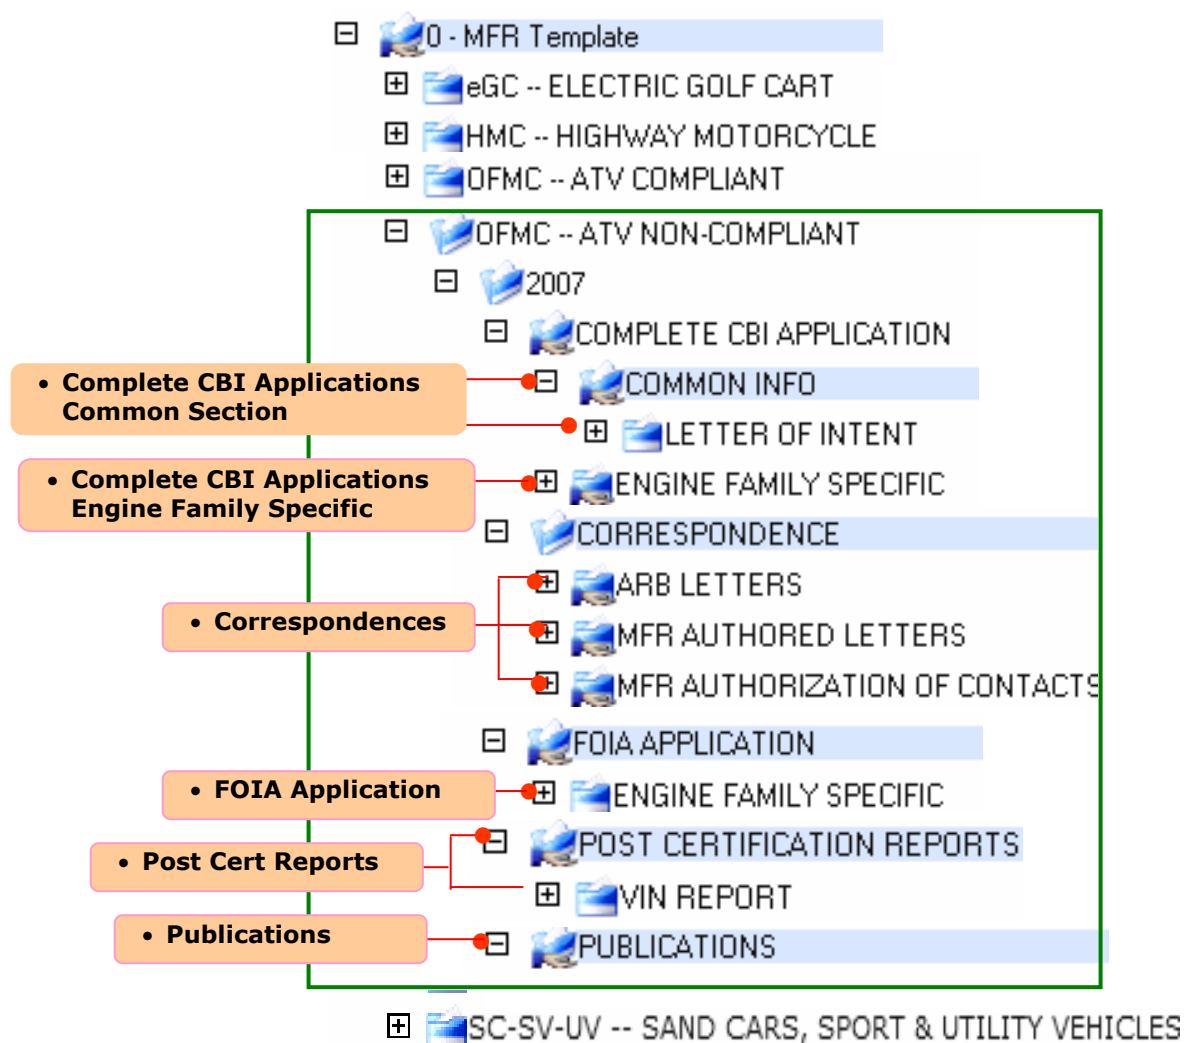 0 - MFR Template
eGC -- ELECTRIC GOLF CART
HMC -- HIGHWAY MOTORCYCLE
OFMC -- ATV COMPLIANT
OFMC -- ATV NON-COMPLIANT
2007
COMPLETE CBI APPLICATION
• Complete CBI Applications
Common Section
COMMON INFO
LETTER OF INTENT
• Complete CBI Applications
Engine Family Specific
ENGINE FAMILY SPECIFIC
CORRESPONDENCE
ARB LETTERS
• Correspondences
MFR AUTHORED LETTERS
MFR AUTHORIZATION OF CONTACTS
FOIA APPLICATION
• FOIA Application
ENGINE FAMILY SPECIFIC
POST CERTIFICATION REPORTS
• Post Cert Reports
VIN REPORT
• Publications
PUBLICATIONS
SC-SV-UV -- SAND CARS, SPORT & UTILITY VEHICLES